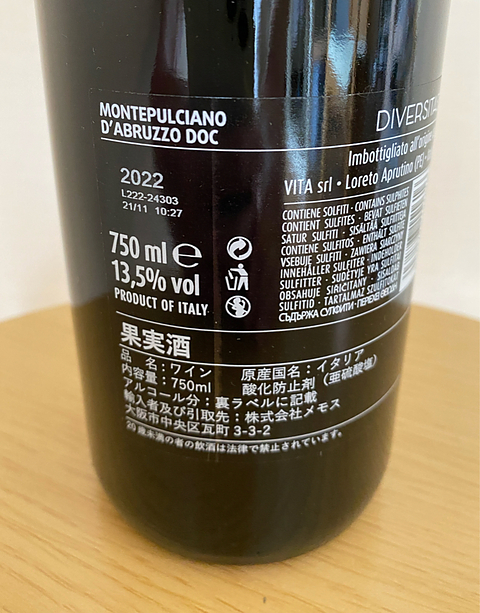 MONTEPULCIANO
D'ABRUZZO DOC
DIVERSITA
Imbottigliato all'origine
VITA srl • Loreto Aprutino (PE)
2022
L222-24303
21/11 10:27
CONTIENE SOLFITI · CONTAINS SULPHITES
CONTIENT SULFITES · BEVAT SULFIETEN
SATUR SULFITI · SISÄLTÄÄ SULFIITTEJA
CONTIENE SULFITOS · ENTHÄLT SULFITE
VSEBUJE SULFITI · ZAWIERA SIARCZYNY
INNEHÅLLER SULFITER · INDEHOLDER
SULFITTER · SUDĖTYJE YRA SULFITAI
OBSAHUJE SIARČITANY · SISALDAB
SULFITID · TARTALMAZ SZULFITOKAT
СЪДЪРЖА СУЛФИТИ
750 ml e
13,5% vol
PRODUCT OF ITALY
果実酒
品 名：ワイン 原産国名：イタリア
内容量：750ml 酸化防止剤（亜硫酸塩）
アルコール分：裏ラベルに記載
輸入者及び引取先：株式会社メモス
大阪市中央区瓦町 3-3-2
20歳未満の者の飲酒は法律で禁止されています。